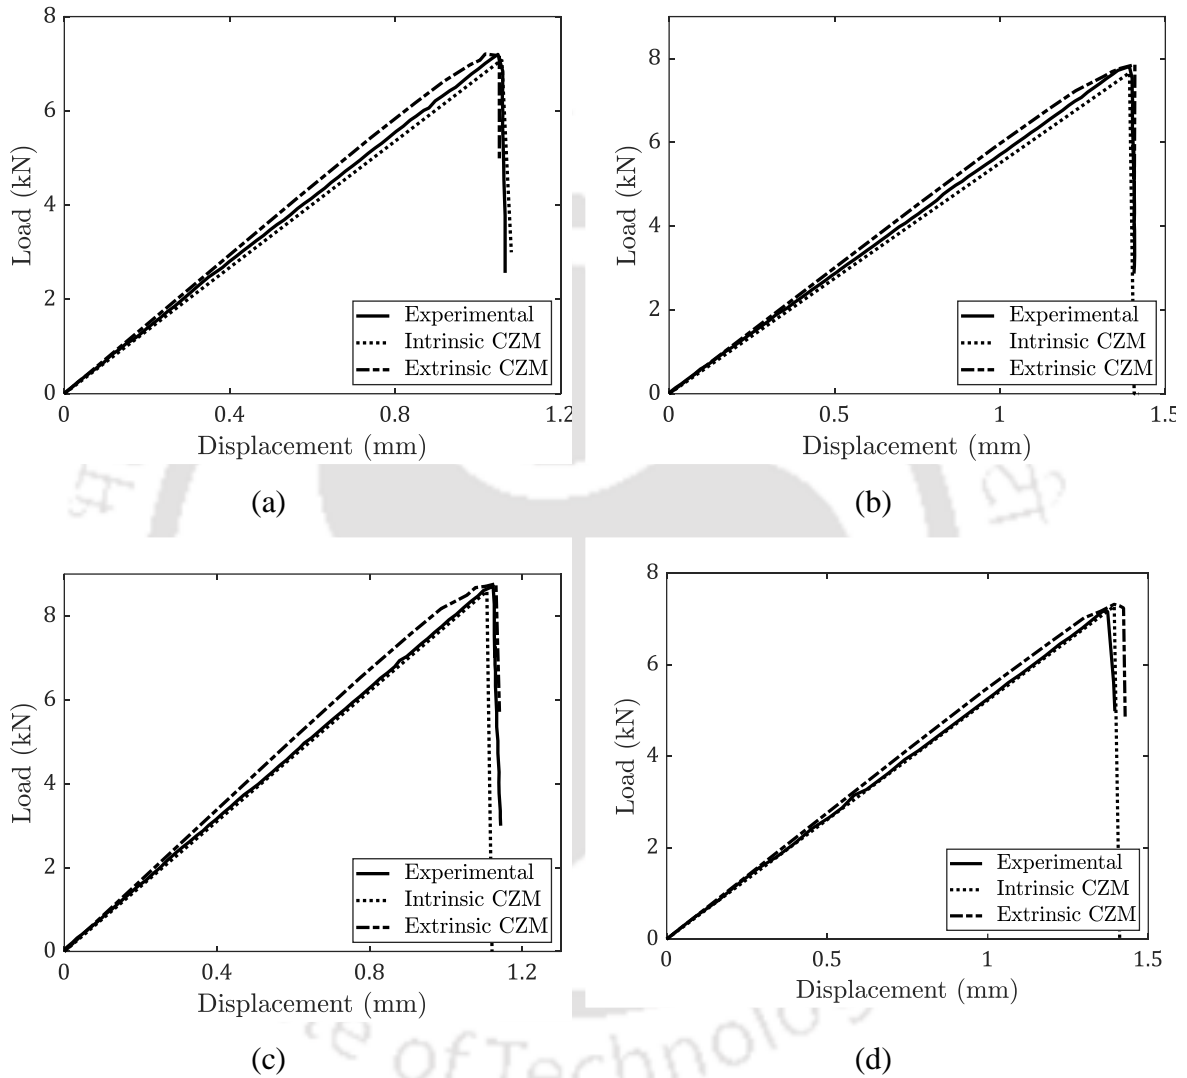 8
6
4
2
0
0
0.4
0.8
1.2
Load (kN)
Displacement (mm)
Experimental
Intrinsic CZM
Extrinsic CZM
(a)
8
6
4
2
0
0
0.5
1
1.5
Load (kN)
Displacement (mm)
Experimental
Intrinsic CZM
Extrinsic CZM
(b)
8
6
4
2
0
0
0.4
0.8
1.2
Load (kN)
Displacement (mm)
Experimental
Intrinsic CZM
Extrinsic CZM
(c)
8
6
4
2
0
0
0.5
1
1.5
Load (kN)
Displacement (mm)
Experimental
Intrinsic CZM
Extrinsic CZM
(d)
of Technolo